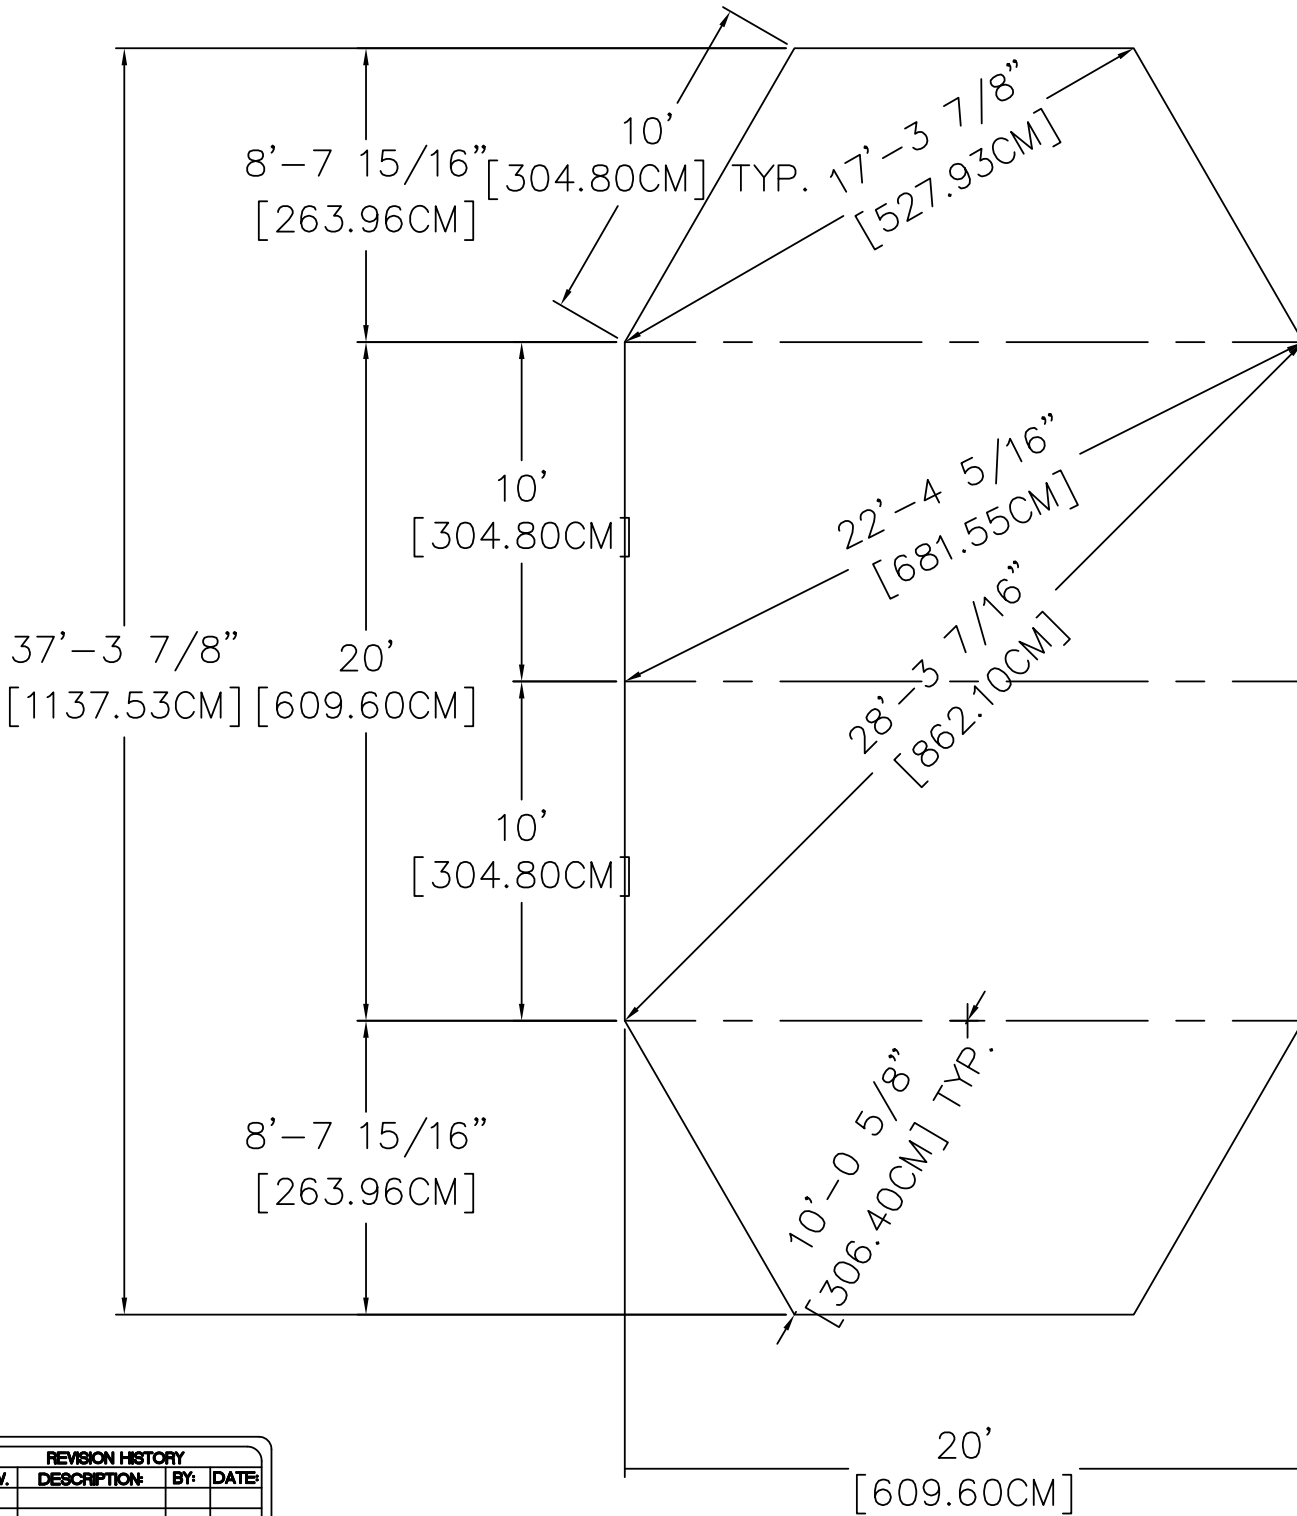 10’
[304.80CM] TYP.
17’-3 7/8”
[527.93CM]
8’-7 15/16”
[263.96CM]
22’-4 5/16”
[681.55CM]
10’
[304.80CM]
28’-3 7/16”
[862.10CM]
37’-3 7/8”
[1137.53CM]
20’
[609.60CM]
10’
[304.80CM]
8’-7 15/16”
[263.96CM]
10’-0 5/8”
[306.40CM] TYP.
20’
[609.60CM]
REVISION HISTORY
DESCRIPTION: BY: DATE: